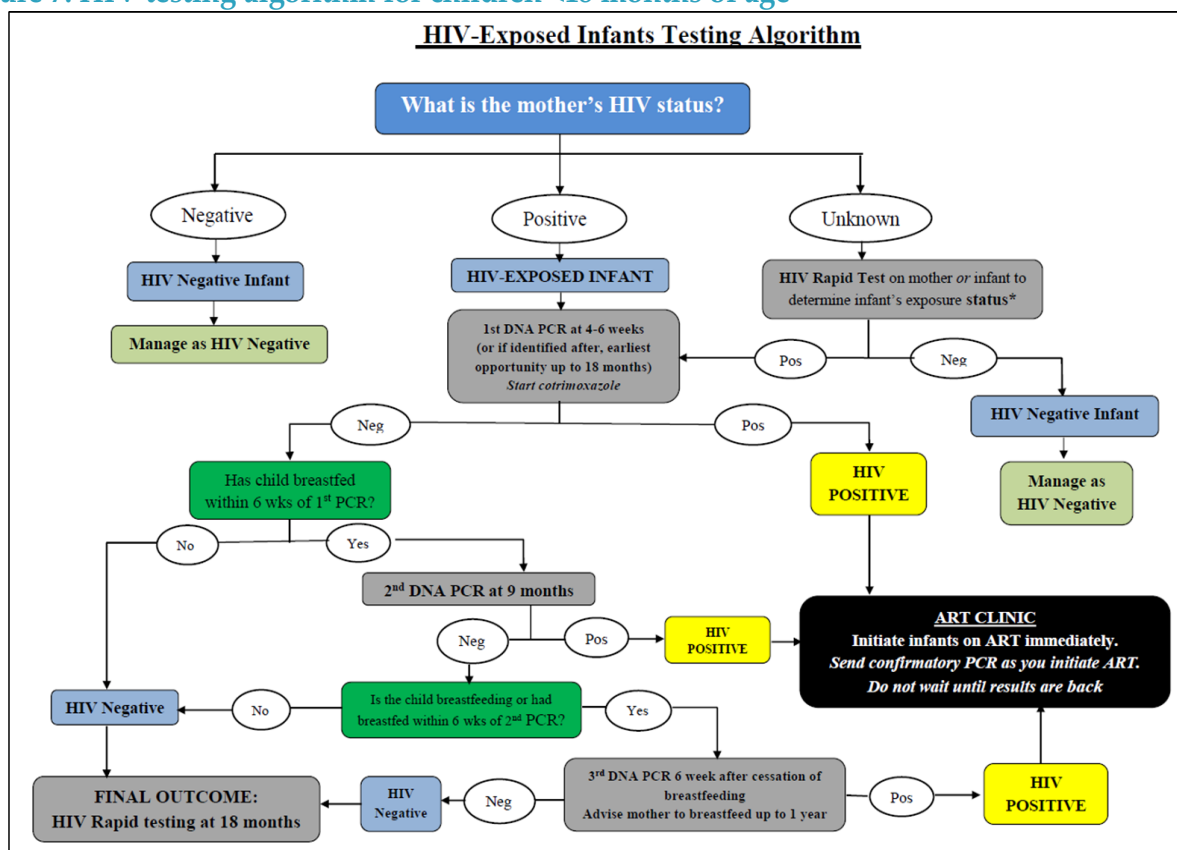 HIV-Exposed Infants Testing Algorithm
What is the mother's HIV status?
Negative
Positive
Unknown
HIV Negative Infant
HIV-EXPOSED INFANT
HIV Rapid Test on mother or infant to
determine infant's exposure status*
Manage as HIV Negative
1st DNA PCR at 4-6 weeks
(or if identified after, earliest
opportunity up to 18 months)
Start cotrimoxazole
Pos
Neg
HIV Negative Infant
Manage as
HIV Negative
Neg
Pos
Has child breastfed
within 6 wks of 1st PCR?
HIV
POSITIVE
No
Yes
2nd DNA PCR at 9 months
Neg
Pos
HIV
POSITIVE
ART CLINIC
Initiate infants on ART immediately.
Send confirmatory PCR as you initiate ART.
Do not wait until results are back
HIV Negative
No
Is the child breastfeeding or had
breastfed within 6 wks of 2nd PCR?
Yes
3rd DNA PCR 6 week after cessation of
breastfeeding
Advise mother to breastfeed up to 1 year
Pos
HIV
POSITIVE
Neg
HIV
Negative
FINAL OUTCOME:
HIV Rapid testing at 18 months